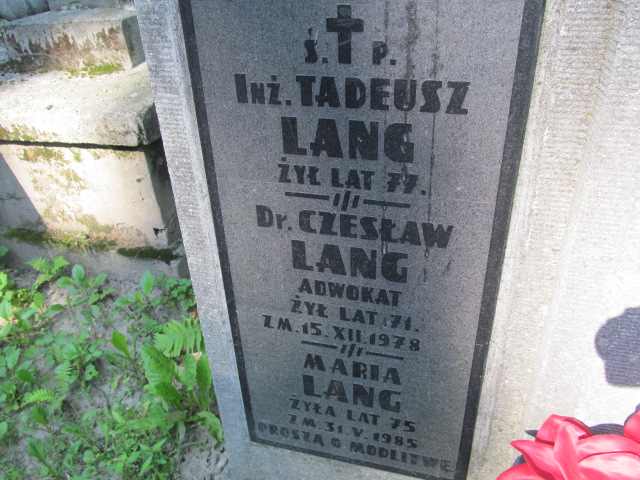 Ś. P.
INŻ. TADEUSZ
LANG
ŻYŁ LAT 77.
Dr. CZESŁAW
LANG
ADWOKAT
ŻYŁ LAT 71.
ZM. 15. XII. 1978
MARIA
LANG
ŻYŁA LAT 75
ZM. 31. V. 1985
PROSZĄ O MODLITWĘ